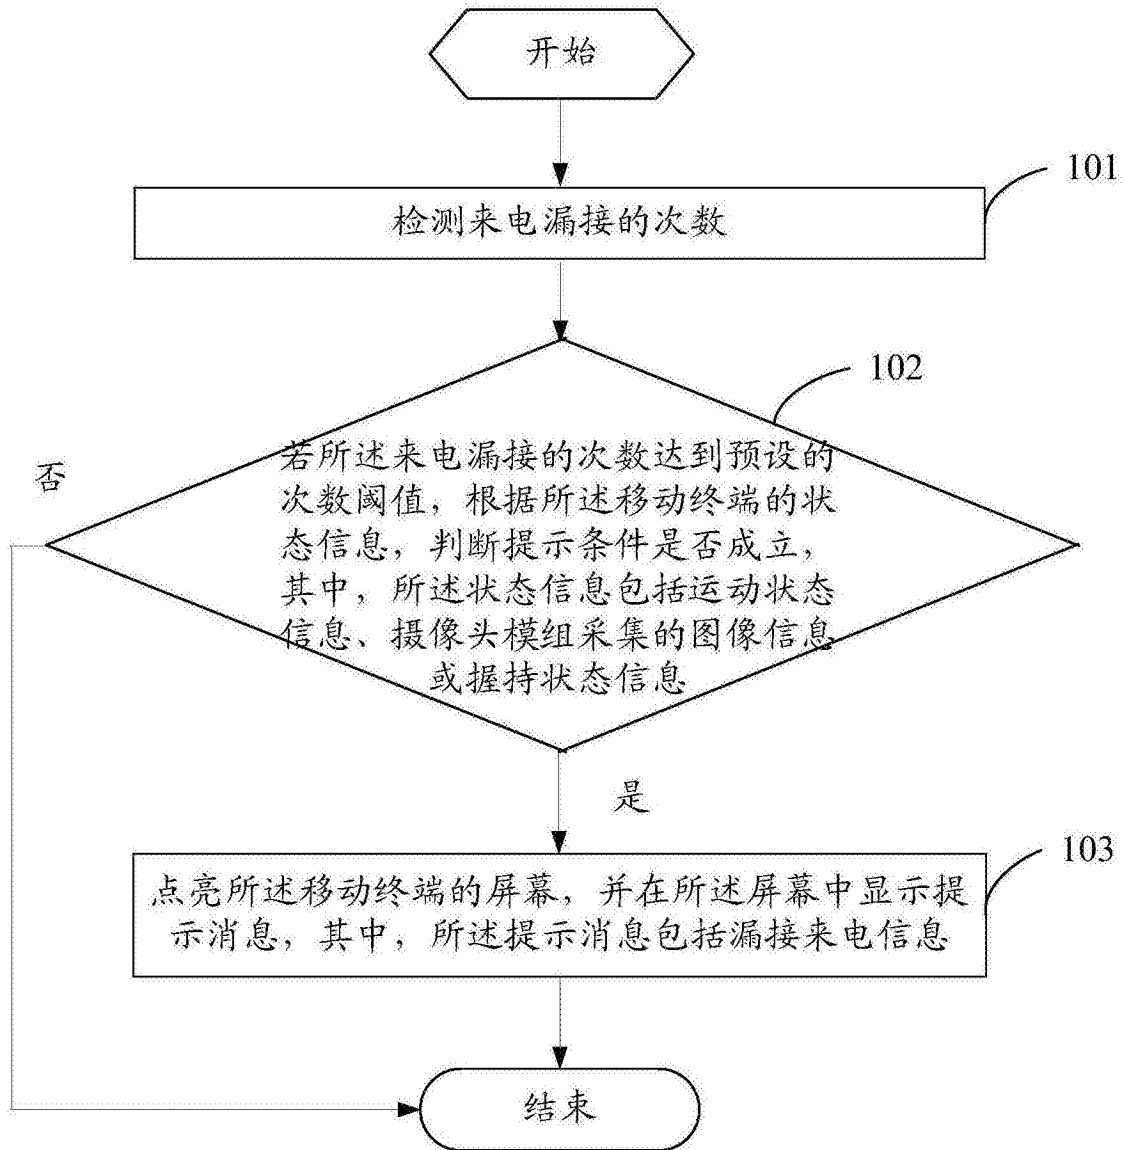 开始
101
检测来电漏接的次数
102
若所述来电漏接的次数达到预设的
次数阈值，根据所述移动终端的状
态信息，判断提示条件是否成立，
其中，所述状态信息包括运动状态
信息、摄像头模组采集的图像信息
或握持状态信息
否
是
103
点亮所述移动终端的屏幕，并在所述屏幕中显示提
示消息，其中，所述提示消息包括漏接来电信息
结束